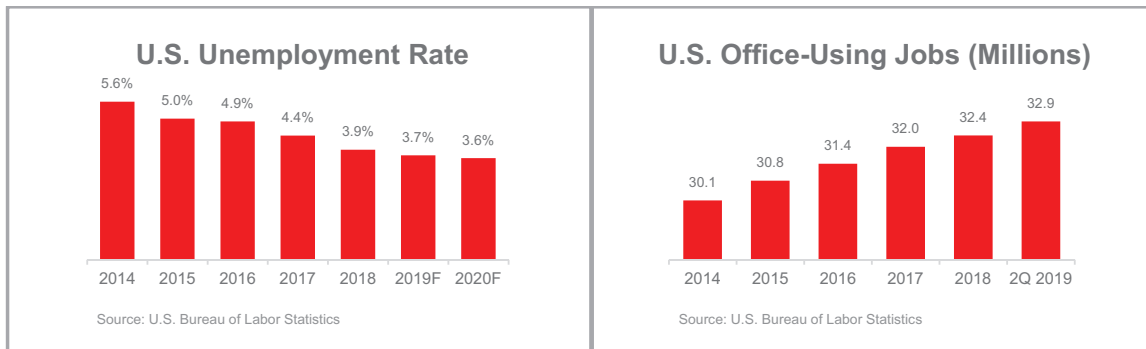 U.S. Unemployment Rate
5.6%
5.0%
4.9%
4.4%
3.9%
3.7%
3.6%
2014 2015 2016 2017 2018 2019F 2020F
Source: U.S. Bureau of Labor Statistics
U.S. Office-Using Jobs (Millions)
30.1
30.8
31.4
32.0
32.4
32.9
2014 2015 2016 2017 2018 2Q 2019
Source: U.S. Bureau of Labor Statistics